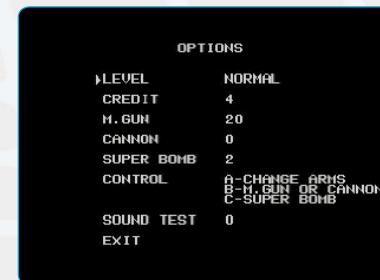 OPTIONS
LEVEL NORMAL
CREDIT 4
M.GUN 20
CANNON 0
SUPER BOMB 2
CONTROL A-CHANGE ARMS
B-M.GUN OR CANNON
C-SUPER BOMB
SOUND TEST 0
EXIT